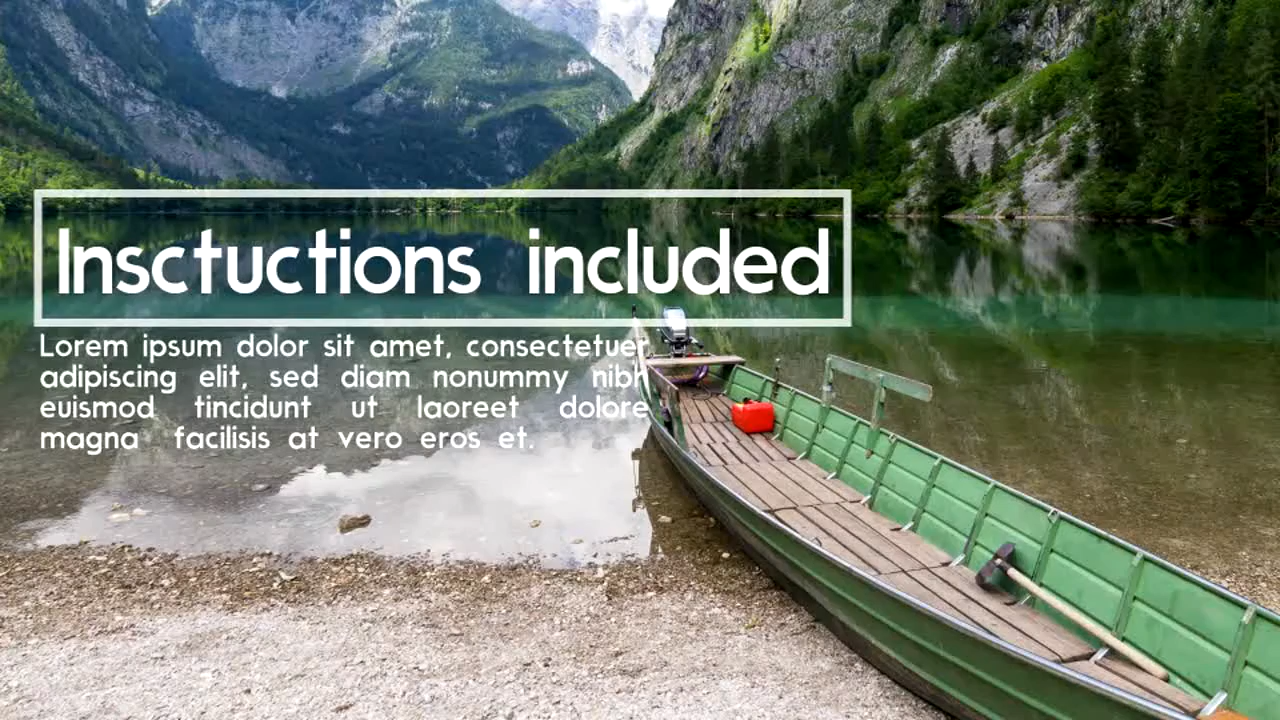 Insctuctions included
Lorem ipsum dolor sit amet, consectetuer
adipiscing elit, sed diam nonummy nibh
euismod tincidunt ut laoreet dolore
magna facilisis at vero eros et.